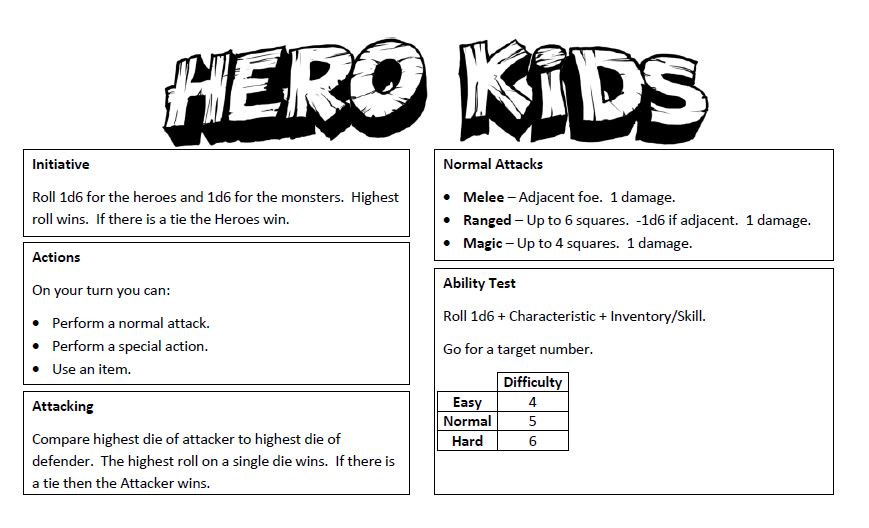 HERO KiDS
Initiative
Roll 1d6 for the heroes and 1d6 for the monsters.  Highest
roll wins.  If there is a tie the Heroes win.
Actions
On your turn you can:
• Perform a normal attack.
• Perform a special action.
• Use an item.
Attacking
Compare highest die of attacker to highest die of
defender.  The highest roll on a single die wins.  If there is
a tie then the Attacker wins.
Normal Attacks
• Melee – Adjacent foe.  1 damage.
• Ranged – Up to 6 squares.  -1d6 if adjacent.  1 damage.
• Magic – Up to 4 squares.  1 damage.
Ability Test
Roll 1d6 + Characteristic + Inventory/Skill.
Go for a target number.
Difficulty
Easy 4
Normal 5
Hard 6